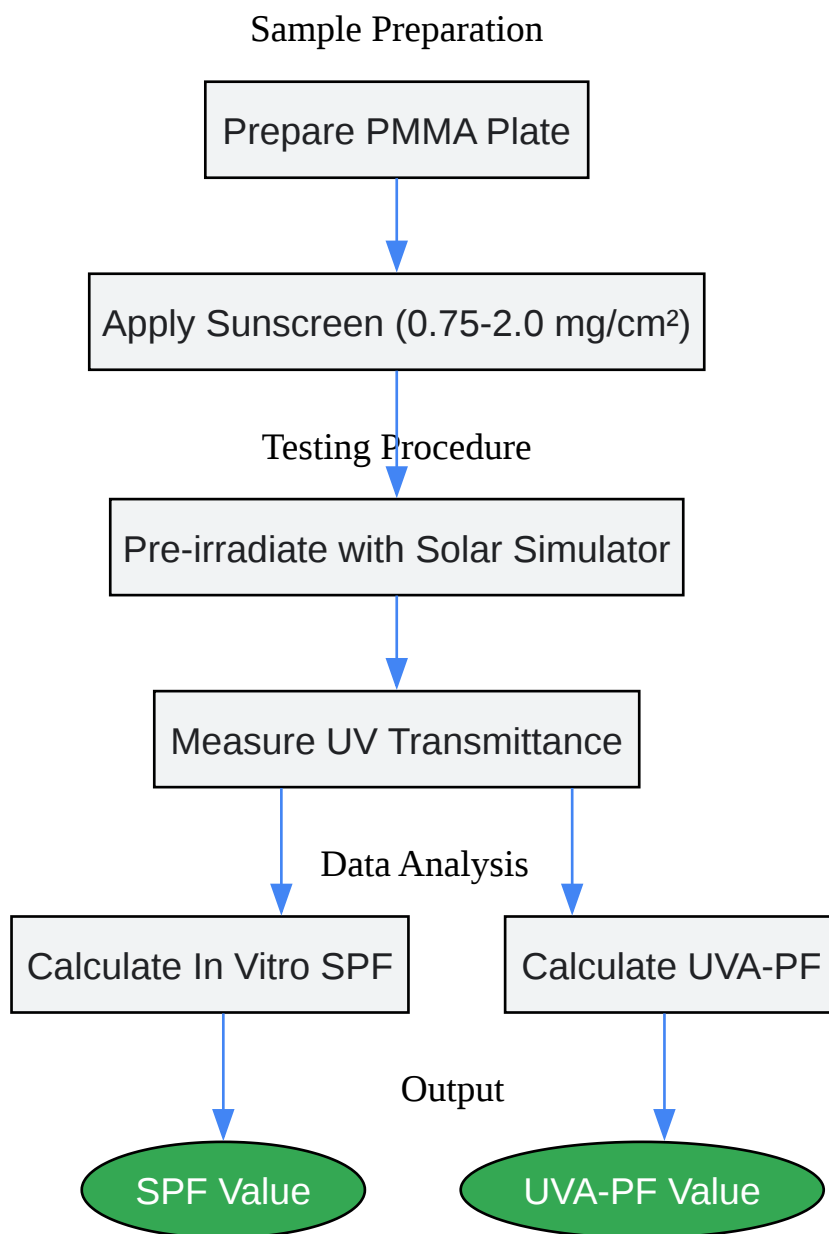 Sample Preparation
Prepare PMMA Plate
Apply Sunscreen (0.75-2.0 mg/cm²)
Testing Procedure
Pre-irradiate with Solar Simulator
Measure UV Transmittance
Data Analysis
Calculate In Vitro SPF
Calculate UVA-PF
Output
SPF Value
UVA-PF Value